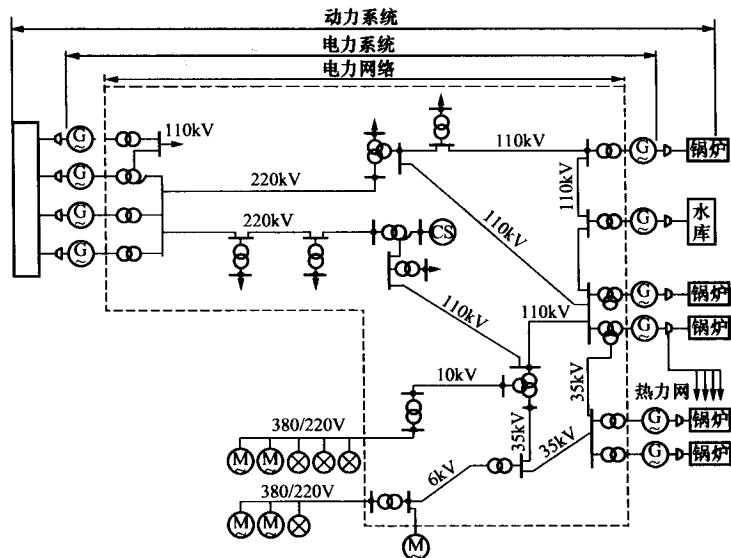 动力系统
电力系统
电力网络
G
110kV
G
G
G
220kV
220kV
CS
110kV
110kV
110kV
110kV
110kV
G
锅炉
G
水库
G
锅炉
G
锅炉
热力网
35kV
35kV
35kV
G
锅炉
G
锅炉
10kV
380/220V
M
M
6kV
380/220V
M
M
M